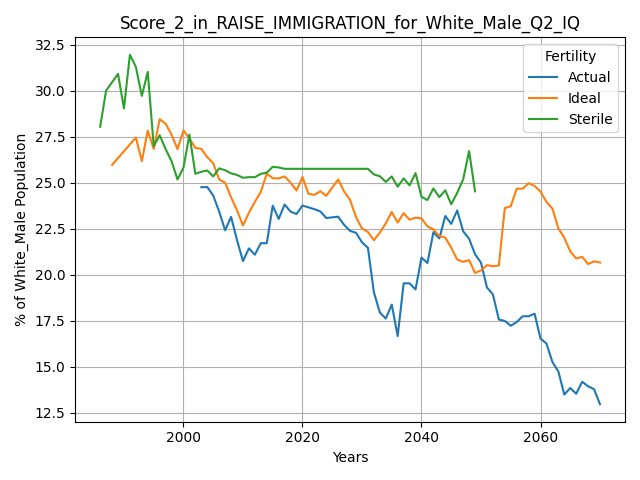 Score_2_in_RAISE_IMMIGRATION_for_White_Male_Q2_IQ
Fertility
Actual
Ideal
Sterile
% of White_Male Population
32.5
30.0
27.5
25.0
22.5
20.0
17.5
15.0
12.5
2000
2020
2040
2060
Years